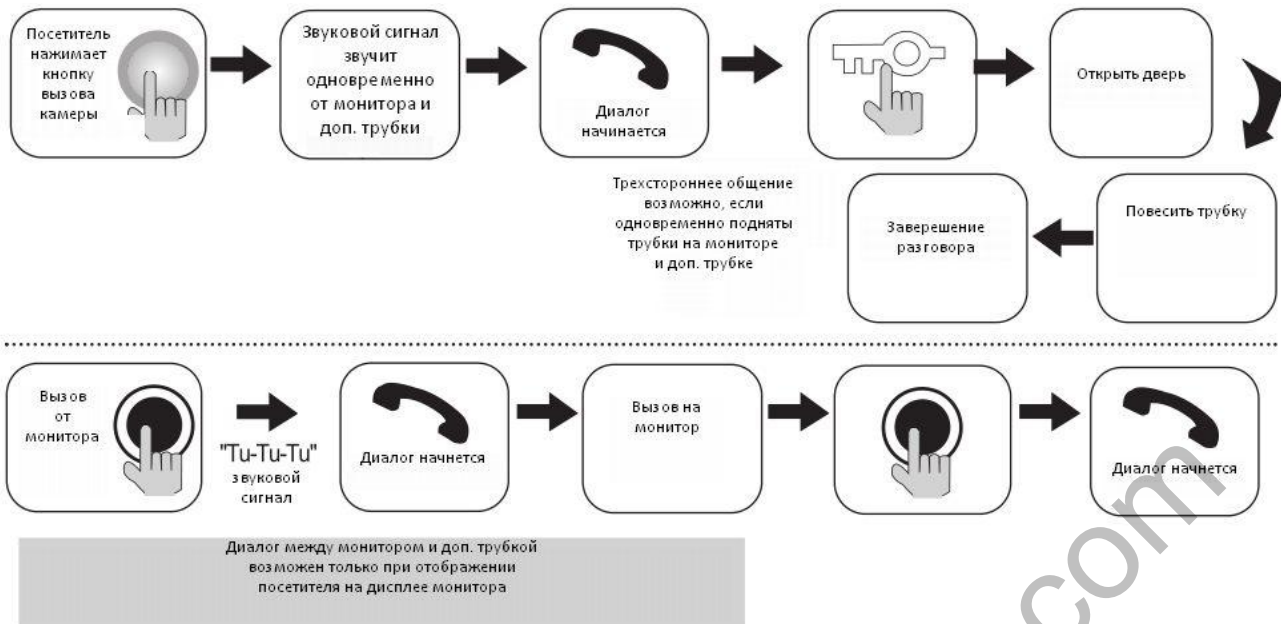 Посетитель
нажимает
кнопку
вызова
камеры
Звуковой сигнал
звучит
одновременно
от монитора и
доп. трубки
Диалог
начинается
Открыть дверь
Трехстороннее общение
возможно, если
одновременно подняты
трубки на мониторе
и доп. трубке
Заверешение
разговора
Повесить трубку
Вызов
от
монитора
"Tu-Tu-Tu"
звуковой
сигнал
Диалог начнется
Вызов на
монитор
Диалог начнется
Диалог между монитором и доп. трубкой
возможен только при отображении
посетителя на дисплее монитора
.com